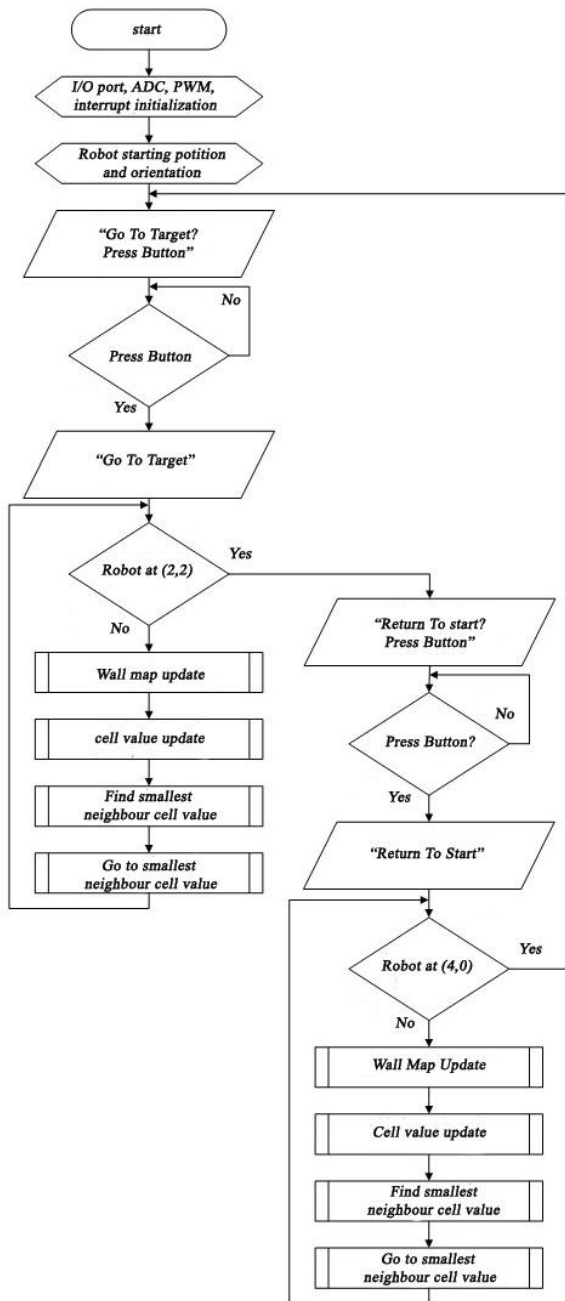 start
I/O port, ADC, PWM,
interrupt initialization
Robot starting potition
and orientation
"Go To Target?
Press Button"
No
Press Button
Yes
"Go To Target"
Robot at (2,2)
Yes
No
Wall map update
cell value update
Find smallest
neighbour cell value
Go to smallest
neighbour cell value
"Return To start?
Press Button"
No
Press Button?
Yes
"Return To Start"
Robot at (4,0)
Yes
No
Wall Map Update
Cell value update
Find smallest
neighbour cell value
Go to smallest
neighbour cell value